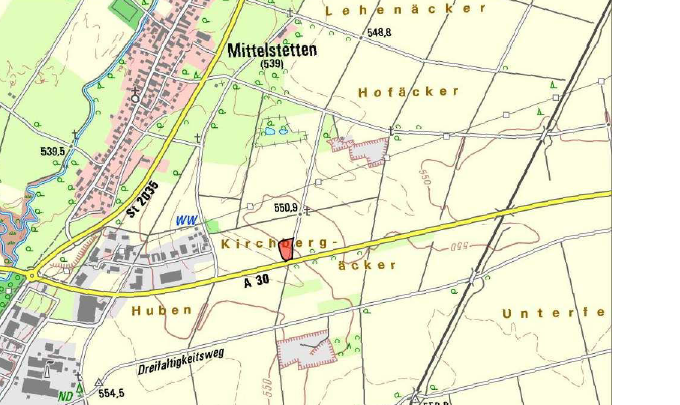 Lehenäcker
548,8
Mittelstetten
(539)
Hofäcker
539,5
550
St 2035
550,9
WW
Kirchberg-
äcker
550
A 30
Huben
Unterfe
Dreifaltigkeitsweg
550
ND
554,5